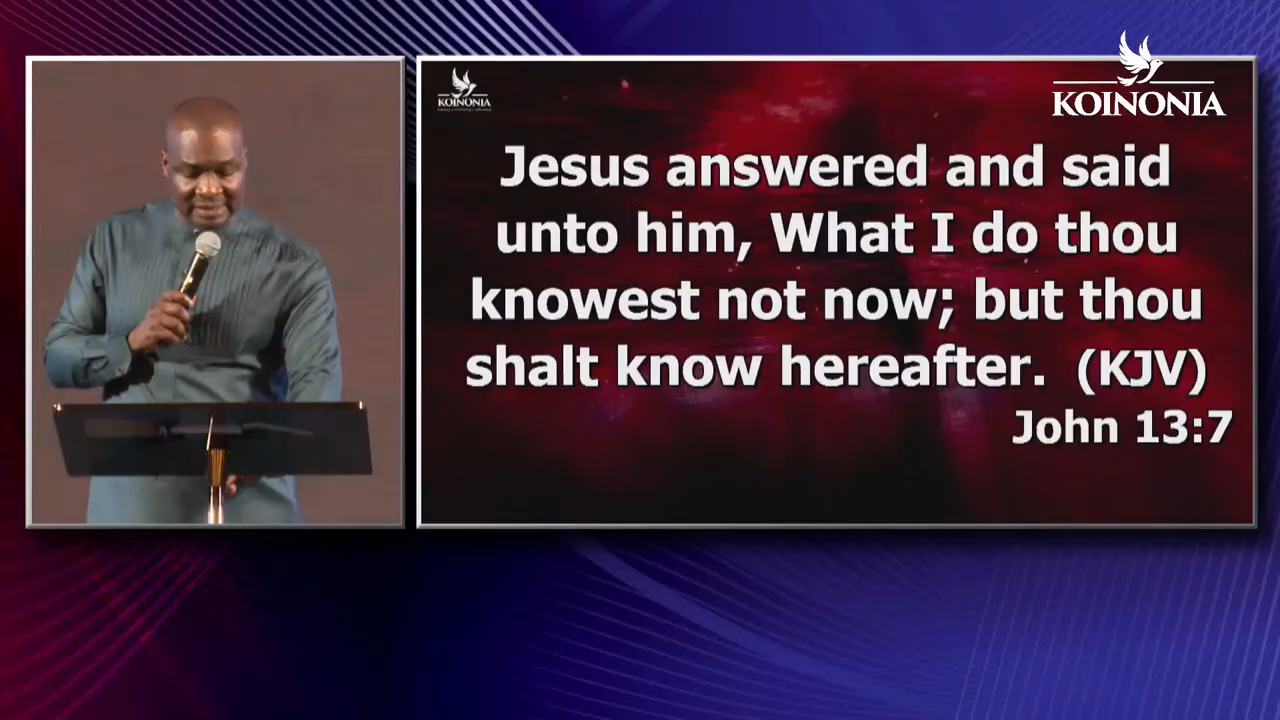 KOINONIA
KOINONIA
Jesus answered and said
unto him, What I do thou
knowest not now; but thou
shalt know hereafter. (KJV)
John 13:7